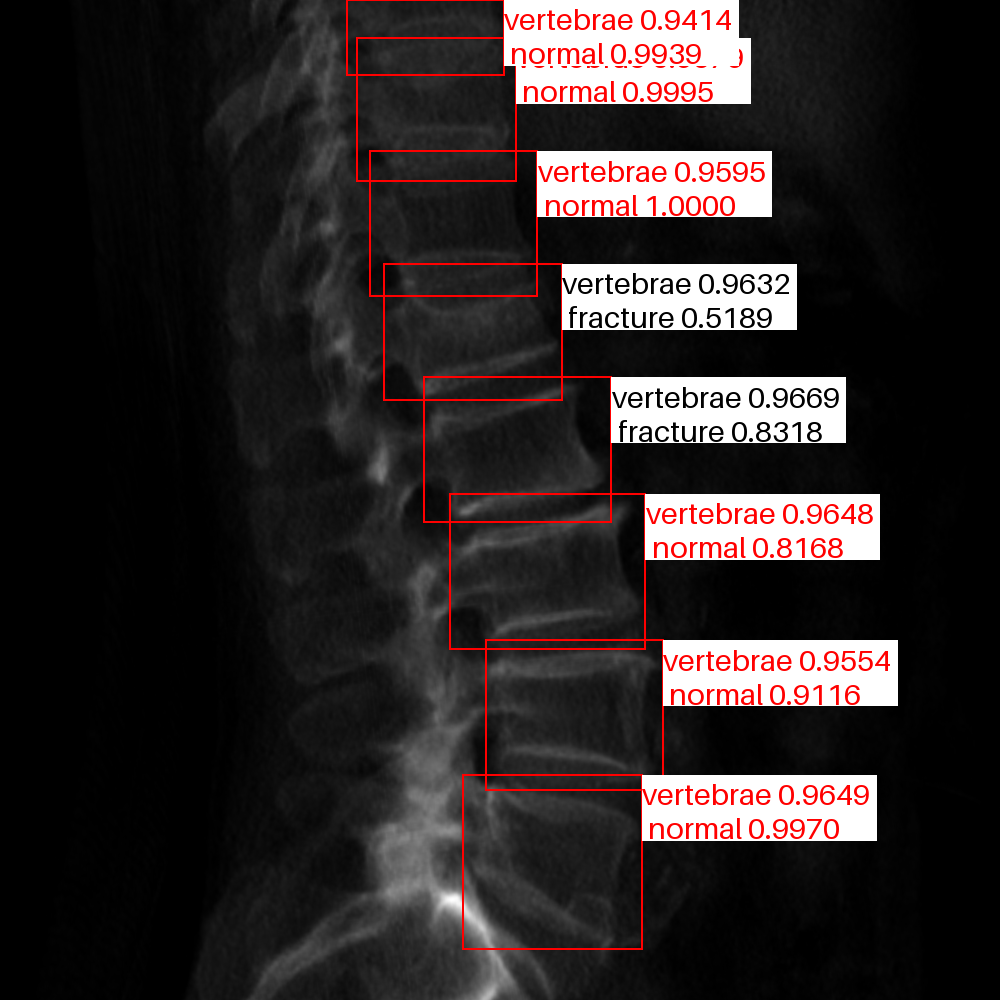 vertebrae 0.9414
normal 0.9939
normal 0.9995
vertebrae 0.9595
normal 1.0000
vertebrae 0.9632
fracture 0.5189
vertebrae 0.9669
fracture 0.8318
vertebrae 0.9648
normal 0.8168
vertebrae 0.9554
normal 0.9116
vertebrae 0.9649
normal 0.9970